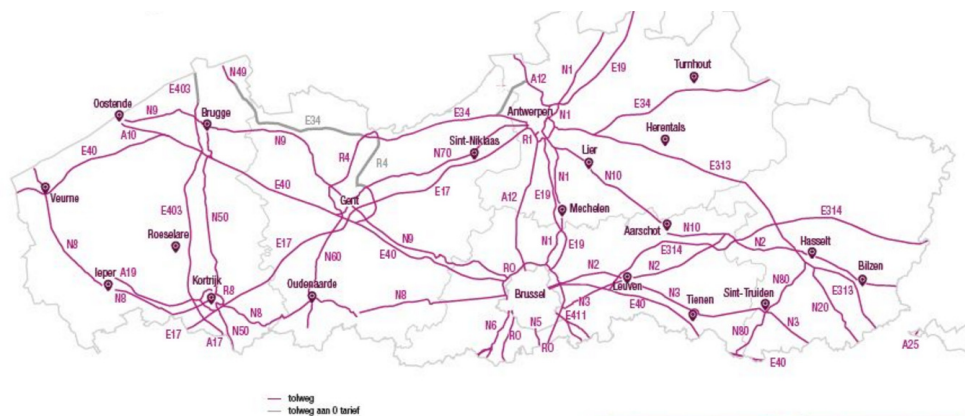 A12
N1
E19
Turnhout
N49
E403
Oostende
N9
Brugge
E34
E34
Antwerpen
N1
E34
A10
N9
R4
Sint-Niklaas
N70
R1
Herentals
Lier
E40
R4
E17
N1
N10
E313
Veurne
E40
Gent
A12
E19
Mechelen
E403
N50
Roeselare
Aarschot
N10
E314
N8
E17
N60
N9
E40
N1
E19
E314
N2
Hasselt
Ieper
A19
Kortrijk
R8
Oudenaarde
RO
N2
N2
Leuven
Bilzen
N8
N8
N8
Brussel
N3
E40
N3
Tienen
Sint-Truiden
N80
N20
E313
E17
N50
A17
N6
RO
N5
RO
E411
N80
N3
E40
A25
tolweg
tolweg aan 0 tarief